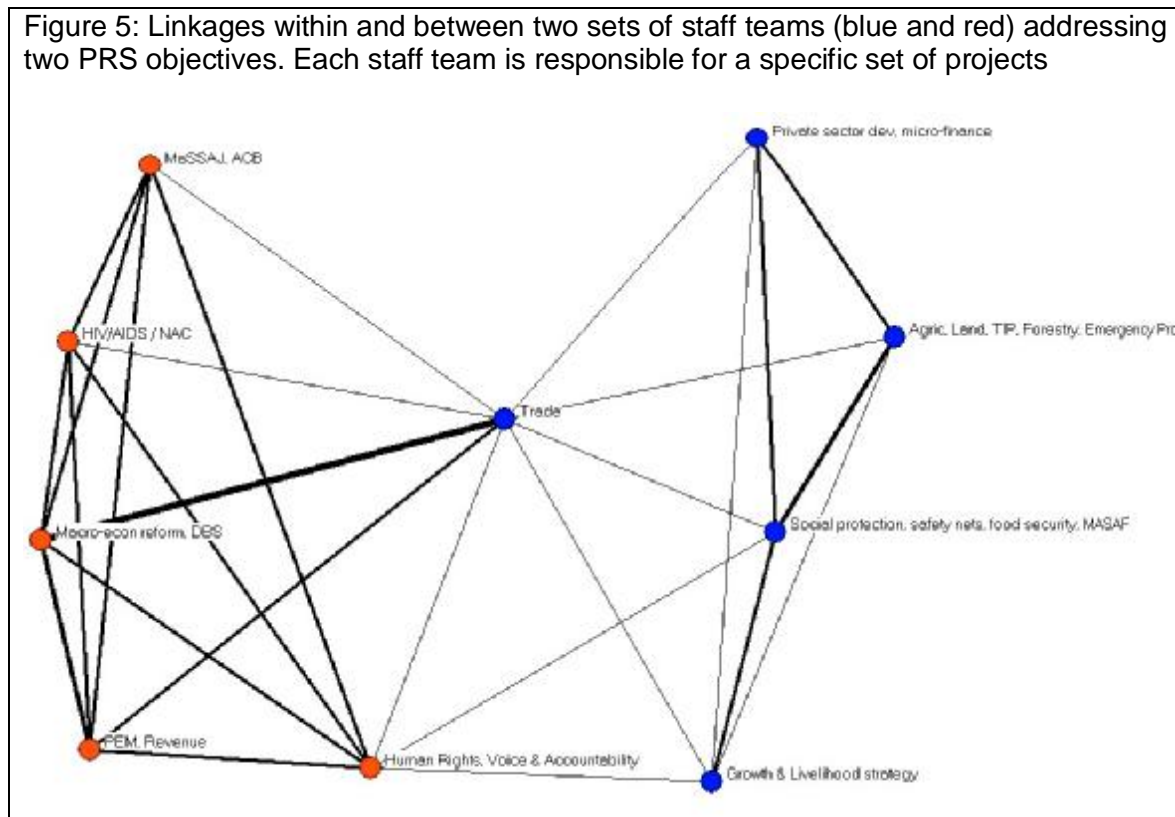 Figure 5: Linkages within and between two sets of staff teams (blue and red) addressing
two PRS objectives. Each staff team is responsible for a specific set of projects
Private sector dev, micro-finance
MaSSAJ, ACB
HIV/AIDS / NAC
Agric, Land, TIP, Forestry, Emergency Pro
Trade
Macro-econ reform, DBS
Social protection, safety nets, food security, MASAF
PEM, Revenue
Human Rights, Voice & Accountability
Growth & Livelihood strategy